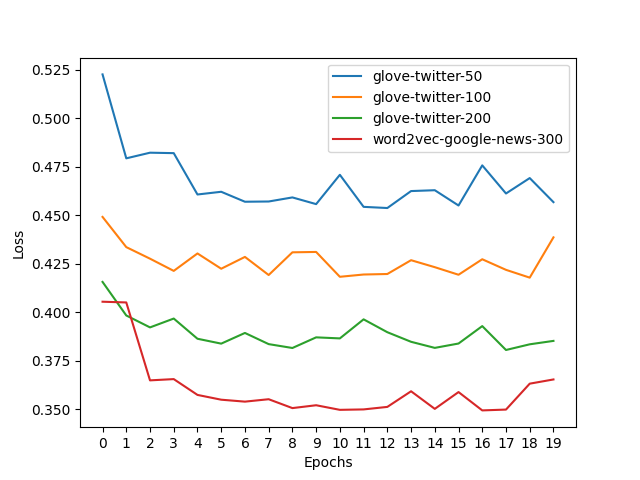 glove-twitter-50
glove-twitter-100
glove-twitter-200
word2vec-google-news-300
0.525
0.500
0.475
0.450
0.425
0.400
0.375
0.350
Loss
0 1 2 3 4 5 6 7 8 9 10 11 12 13 14 15 16 17 18 19
Epochs